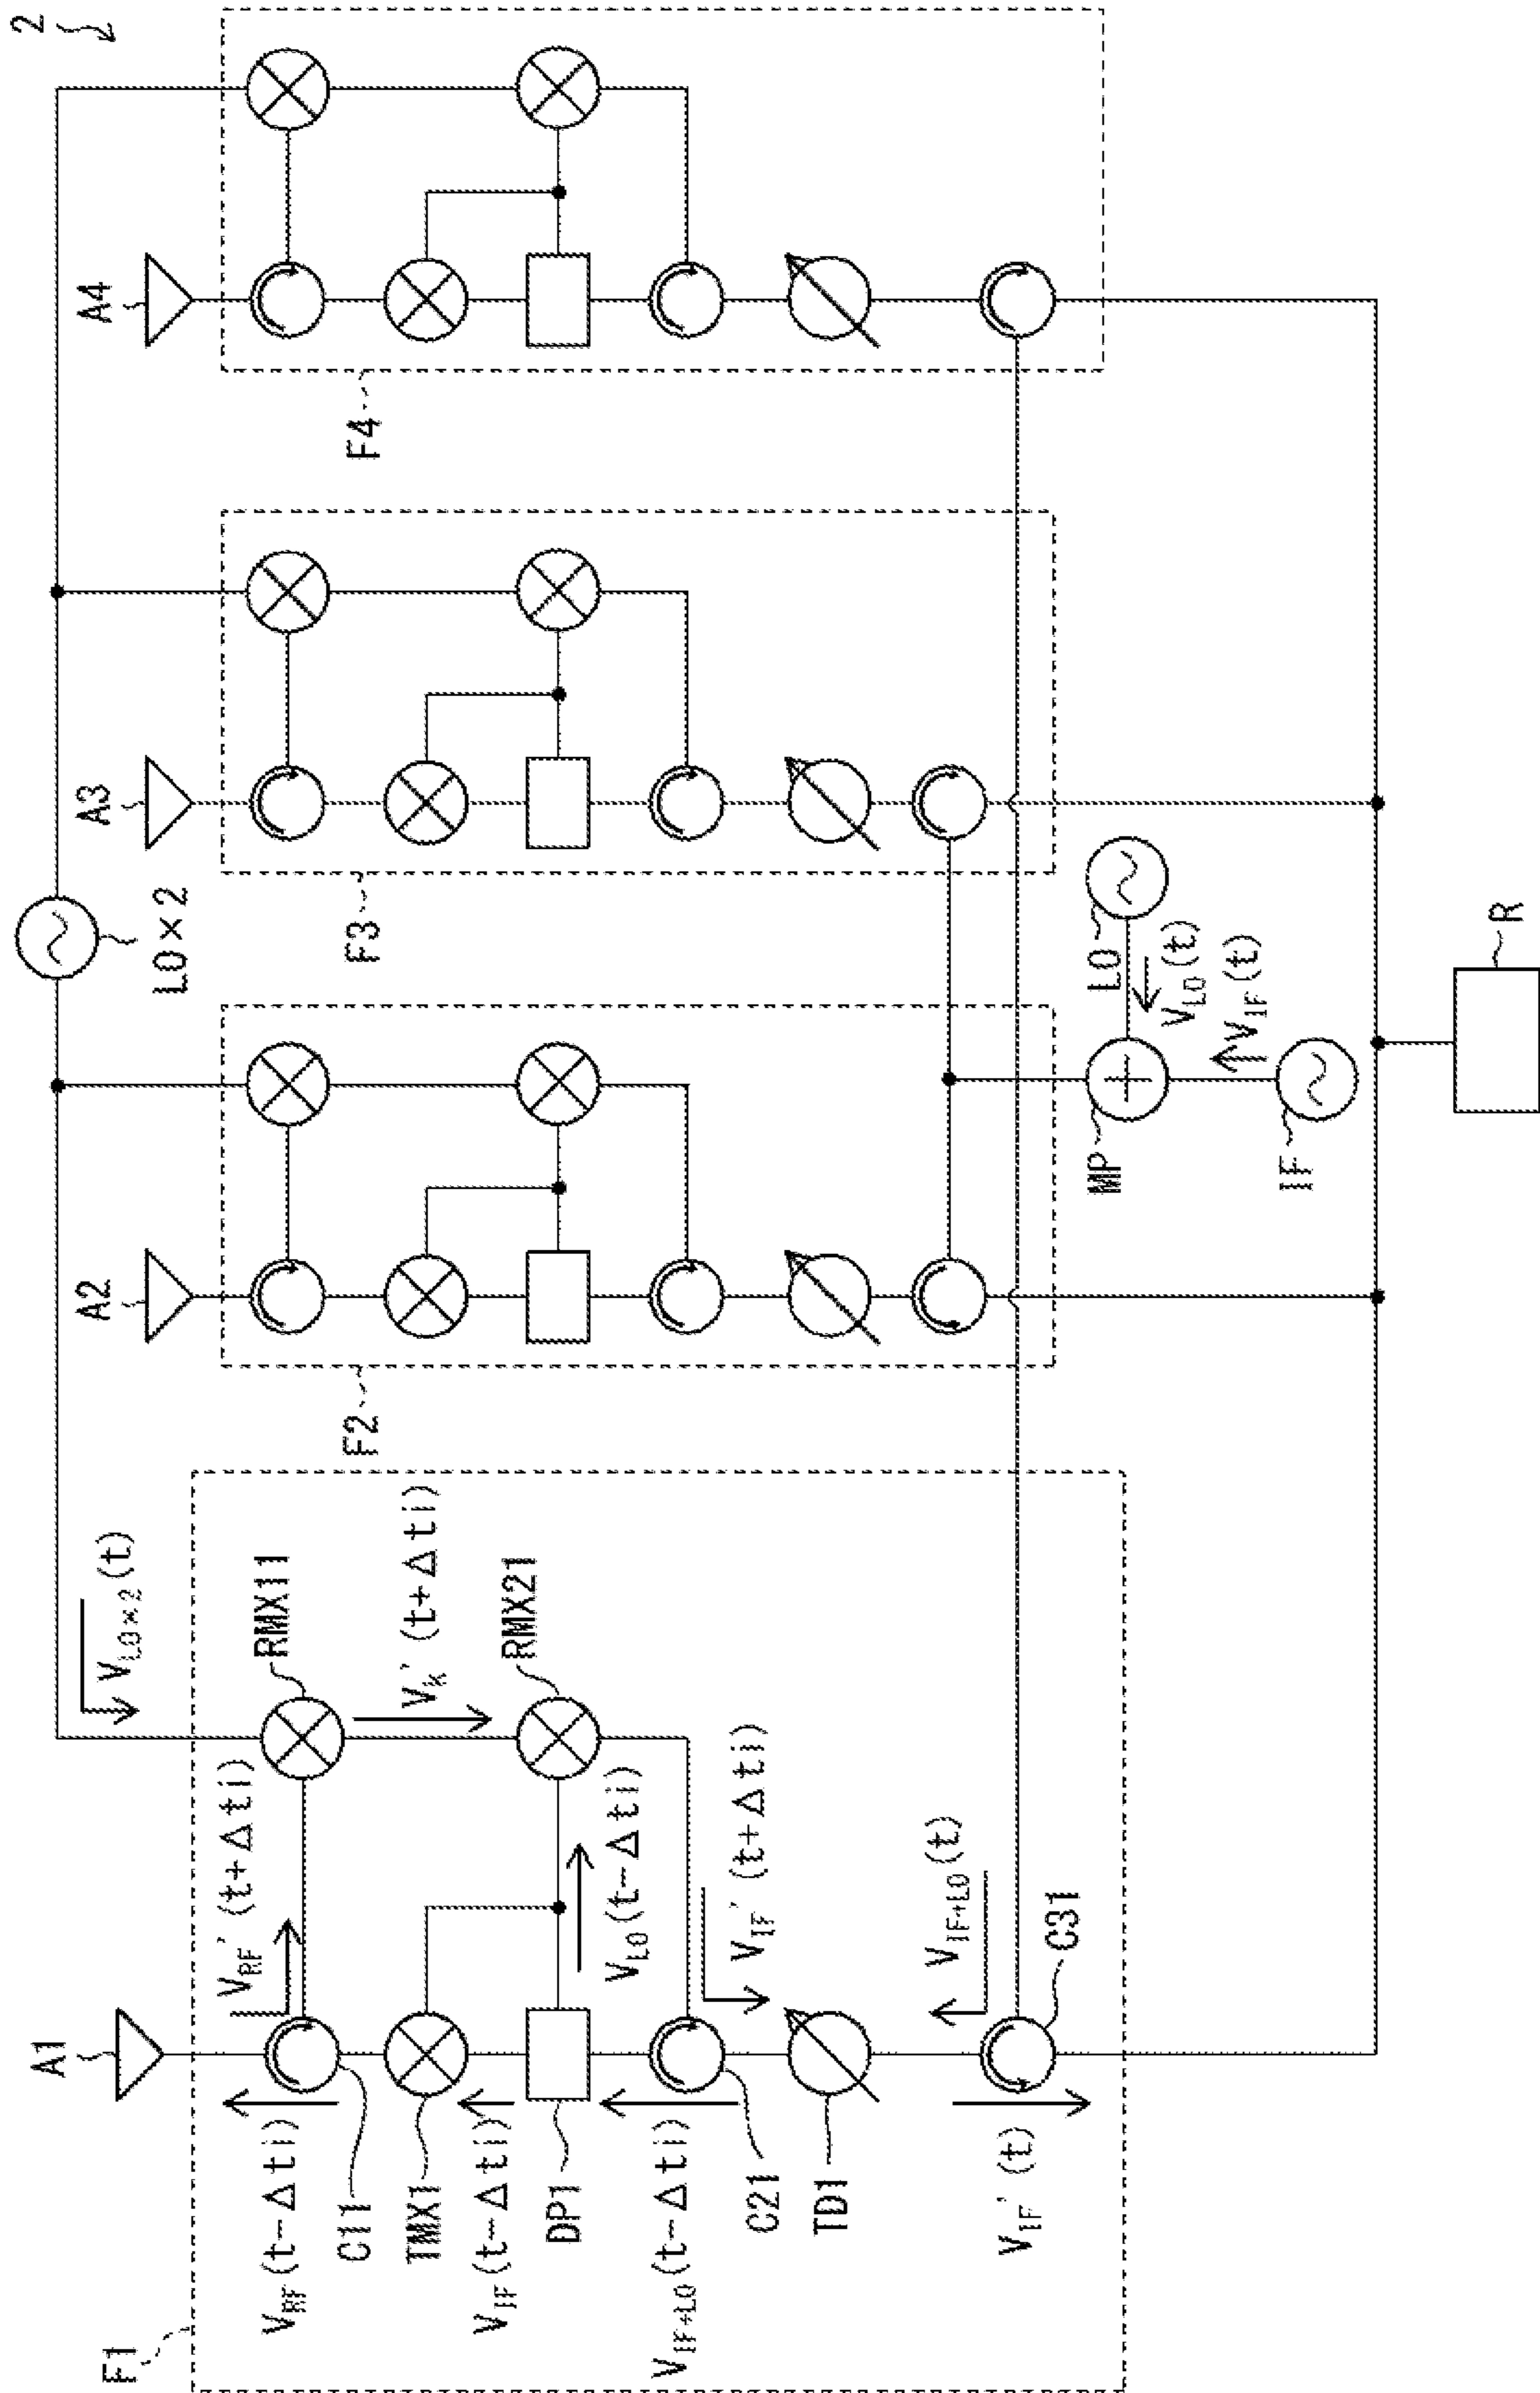 2
A1
A2
A3
A4
LO×2
V_LO×2(t)
F1
F2
F3
F4
V_RF(t-Δti)
V_RF'(t+Δti)
RMX11
C11
TMX1
V_k'(t+Δti)
V_IF(t-Δti)
RMX21
DP1
V_LO(t-Δti)
V_IF+LO(t-Δti)
C21
V_IF'(t+Δti)
TD1
V_IF+LO(t)
V_IF'(t)
C31
MP
LO
V_LO(t)
V_IF(t)
IF
R